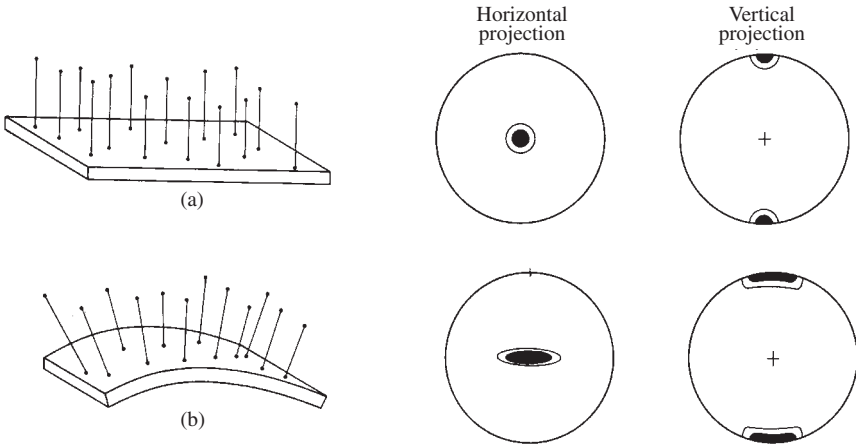 Horizontal
projection
Vertical
projection
(a)
(b)